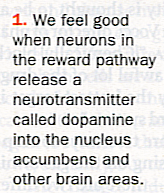 1. We feel good
when neurons in
the reward pathway
release a
neurotransmitter
called dopamine
into the nucleus
accumbens and
other brain areas.